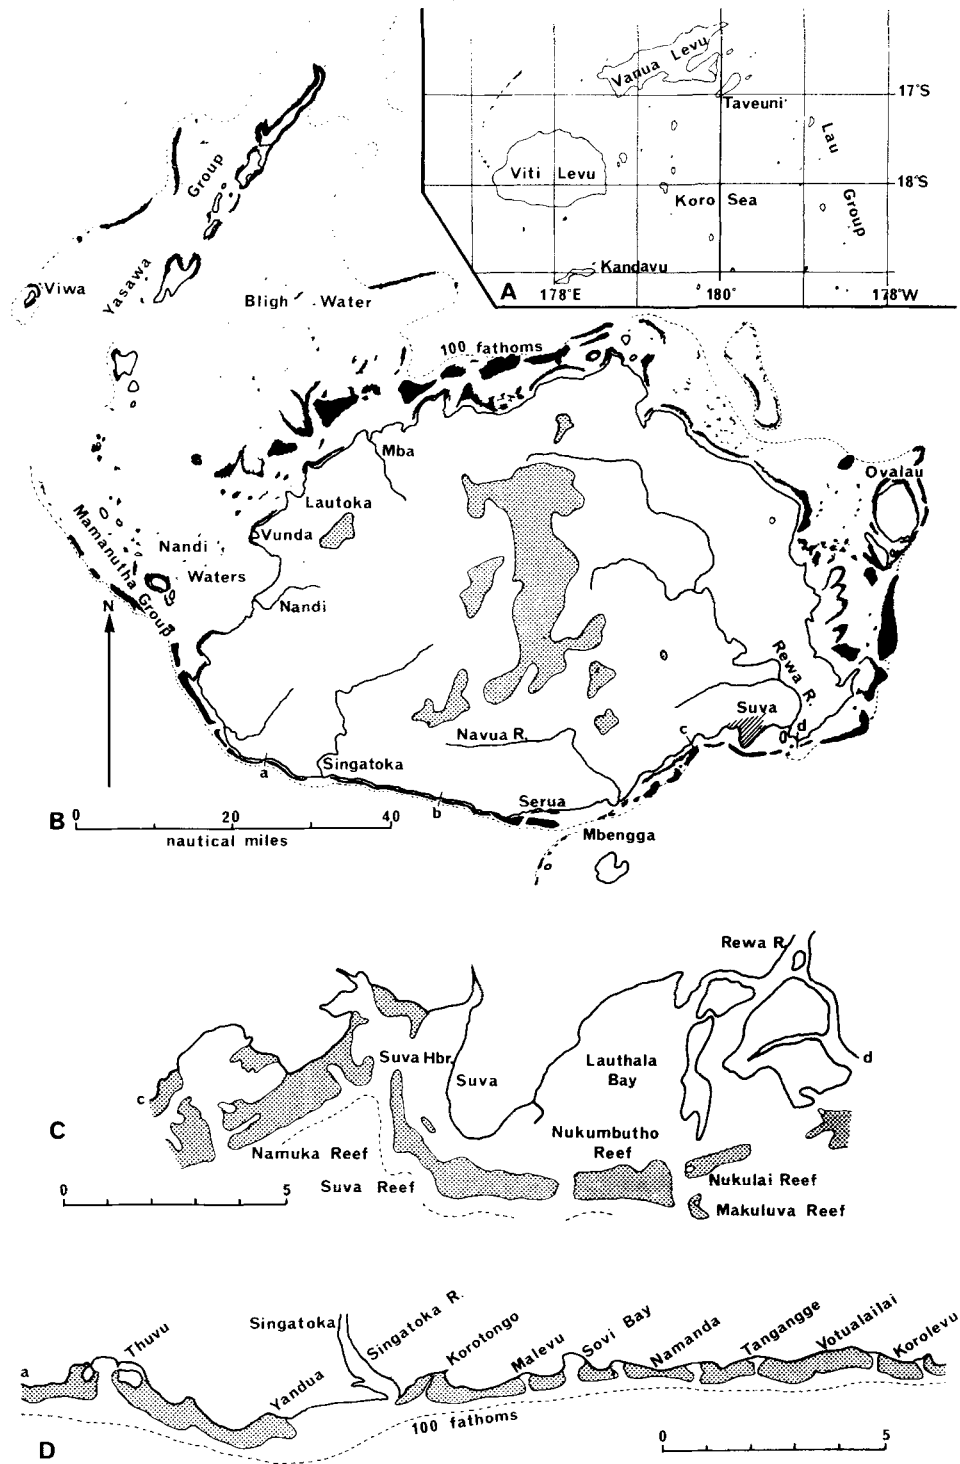 Vanua Levu
17°S
Taveuni
Lau Group
Viti Levu
18°S
Koro Sea
Kandavu
A
178°E
180°
178°W
Yasawa Group
Viwa
Bligh Water
100 fathoms
Mba
Ovalau
Lautoka
Vunda
Mamanutha Group
Nandi
Waters
N
Nandi
Rewa R.
Suva
c
d
Navua R.
Singatoka
a
b
Serua
B
0
20
40
nautical miles
Mbengga
Rewa R.
Suva Hbr.
Suva
Lauthala
Bay
d
c
C
Nukumbutho
Reef
Namuka Reef
Suva Reef
Nukulai Reef
Makuluva Reef
0
5
a
Thuvu
Yandua
Singatoka
Singatoka R.
Korotongo
Malevu
Sovi Bay
Namanda
Tangangge
Votualailai
Korolevu
100 fathoms
D
0
5